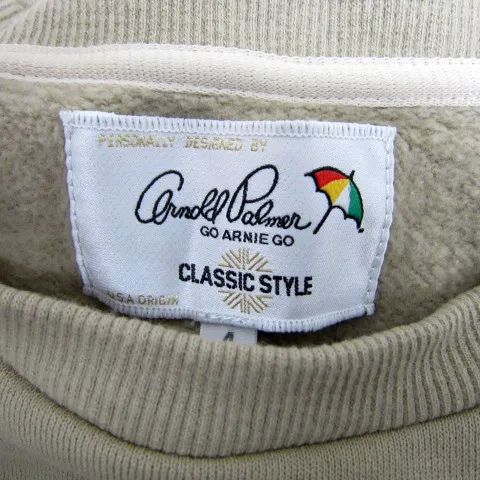 PERSONALLY DESIGNED BY
Arnold Palmer
GO ARNIE GO
CLASSIC STYLE
U.S.A ORIGIN